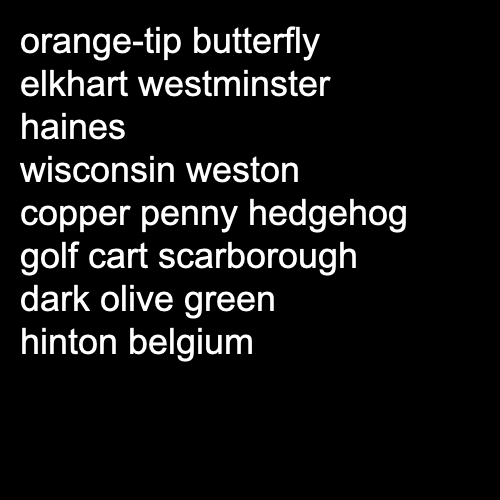 orange-tip butterfly
elkhart westminster
haines
wisconsin weston
copper penny hedgehog
golf cart scarborough
dark olive green
hinton belgium